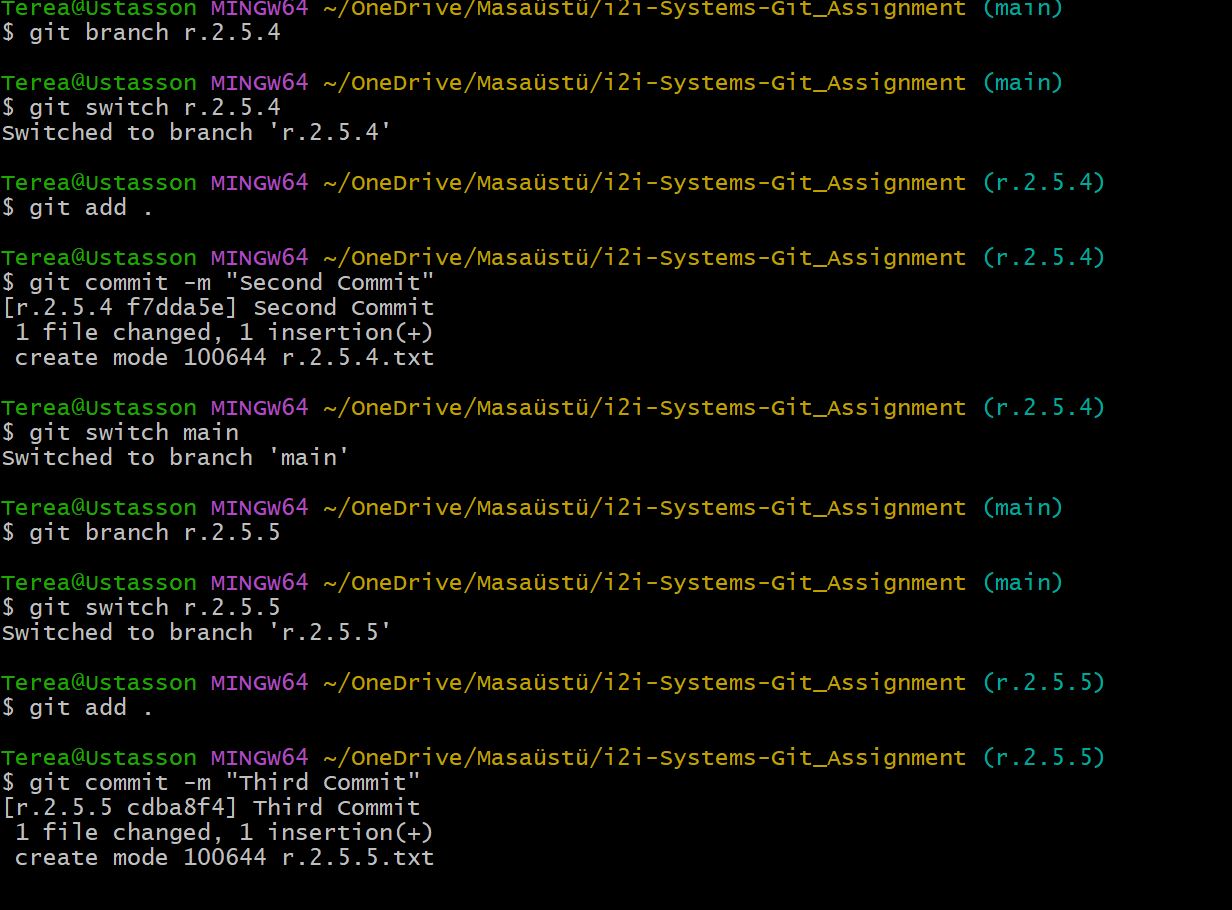 Terea@Ustasson MINGW64 ~/OneDrive/Masaüstü/i2i-Systems-Git_Assignment (main)
$ git branch r.2.5.4
Terea@Ustasson MINGW64 ~/OneDrive/Masaüstü/i2i-Systems-Git_Assignment (main)
$ git switch r.2.5.4
Switched to branch 'r.2.5.4'
Terea@Ustasson MINGW64 ~/OneDrive/Masaüstü/i2i-Systems-Git_Assignment (r.2.5.4)
$ git add .
Terea@Ustasson MINGW64 ~/OneDrive/Masaüstü/i2i-Systems-Git_Assignment (r.2.5.4)
$ git commit -m "Second Commit"
[r.2.5.4 f7dda5e] Second Commit
 1 file changed, 1 insertion(+)
 create mode 100644 r.2.5.4.txt
Terea@Ustasson MINGW64 ~/OneDrive/Masaüstü/i2i-Systems-Git_Assignment (r.2.5.4)
$ git switch main
Switched to branch 'main'
Terea@Ustasson MINGW64 ~/OneDrive/Masaüstü/i2i-Systems-Git_Assignment (main)
$ git branch r.2.5.5
Terea@Ustasson MINGW64 ~/OneDrive/Masaüstü/i2i-Systems-Git_Assignment (main)
$ git switch r.2.5.5
Switched to branch 'r.2.5.5'
Terea@Ustasson MINGW64 ~/OneDrive/Masaüstü/i2i-Systems-Git_Assignment (r.2.5.5)
$ git add .
Terea@Ustasson MINGW64 ~/OneDrive/Masaüstü/i2i-Systems-Git_Assignment (r.2.5.5)
$ git commit -m "Third Commit"
[r.2.5.5 cdba8f4] Third Commit
 1 file changed, 1 insertion(+)
 create mode 100644 r.2.5.5.txt